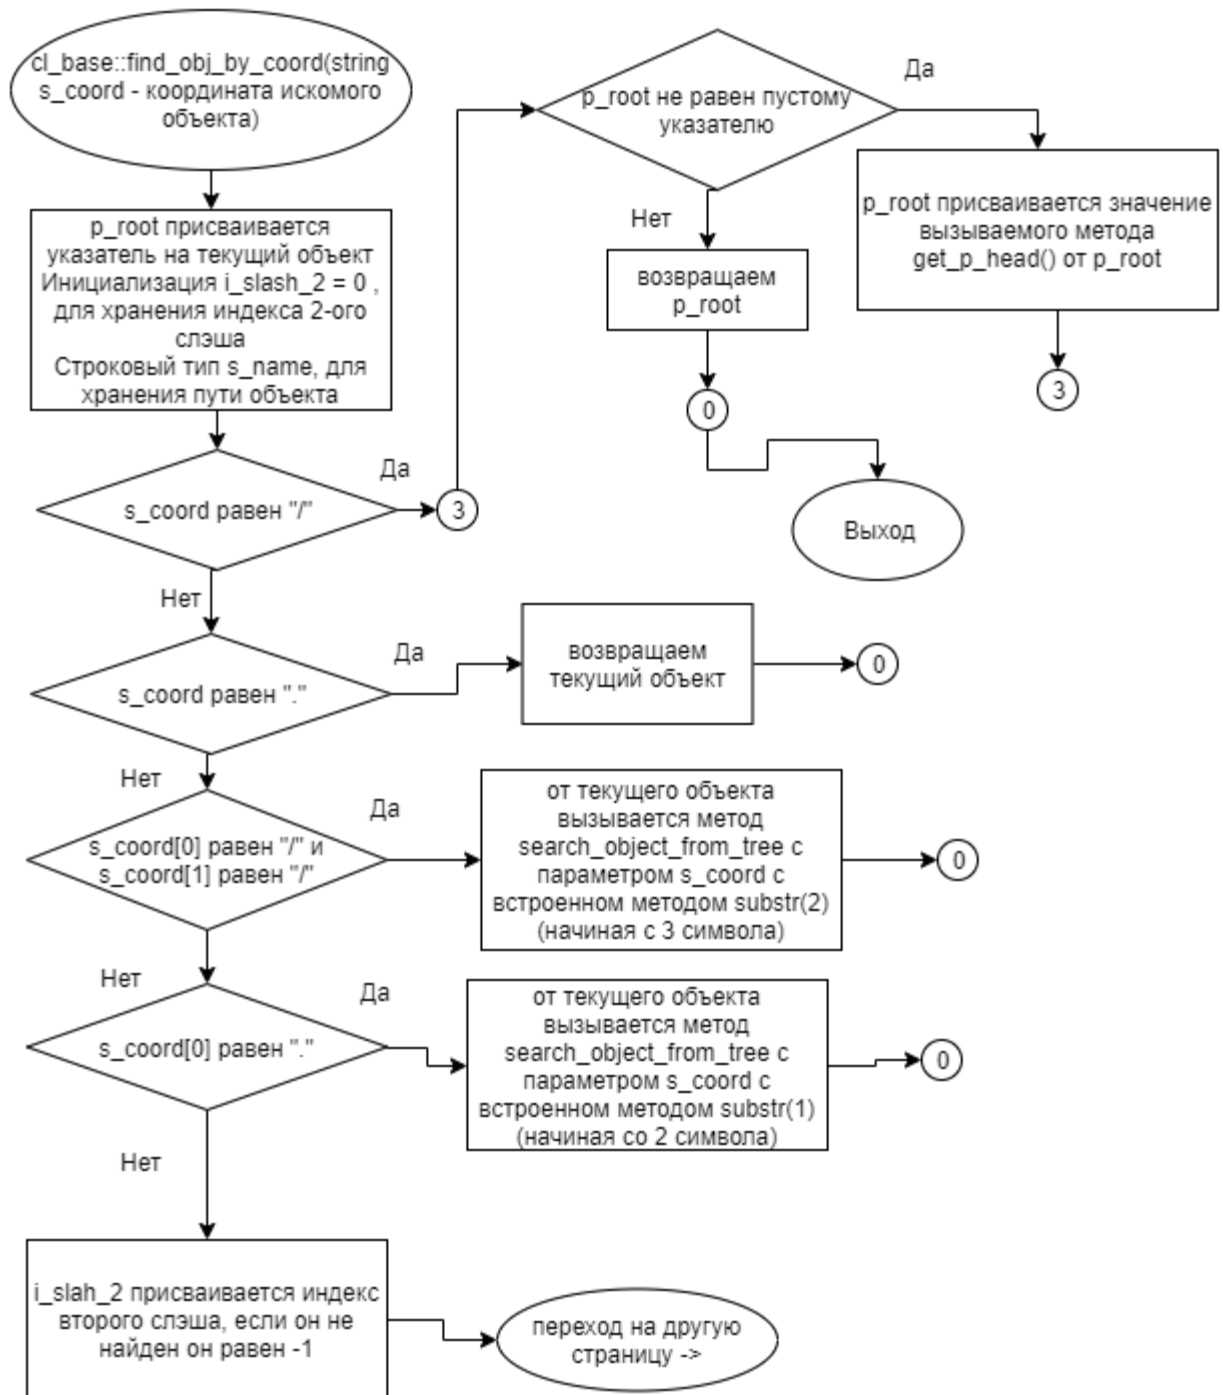 cl_base::find_obj_by_coord(string
s_coord - координата искомого
объекта)
p_root присваивается
указатель на текущий объект
Инициализация i_slash_2 = 0 ,
для хранения индекса 2-ого
слэша
Строковый тип s_name, для
хранения пути объекта
s_coord равен "/"
Да
3
p_root не равен пустому
указателю
Да
p_root присваивается значение
вызываемого метода
get_p_head() от p_root
3
Нет
возвращаем
p_root
0
Выход
Нет
s_coord равен "."
Да
возвращаем
текущий объект
0
Нет
s_coord[0] равен "/" и
s_coord[1] равен "/"
Да
от текущего объекта
вызывается метод
search_object_from_tree с
параметром s_coord с
встроенном методом substr(2)
(начиная с 3 символа)
0
Нет
s_coord[0] равен "."
Да
от текущего объекта
вызывается метод
search_object_from_tree с
параметром s_coord с
встроенном методом substr(1)
(начиная со 2 символа)
0
Нет
i_slah_2 присваивается индекс
второго слэша, если он не
найден он равен -1
переход на другую
страницу ->